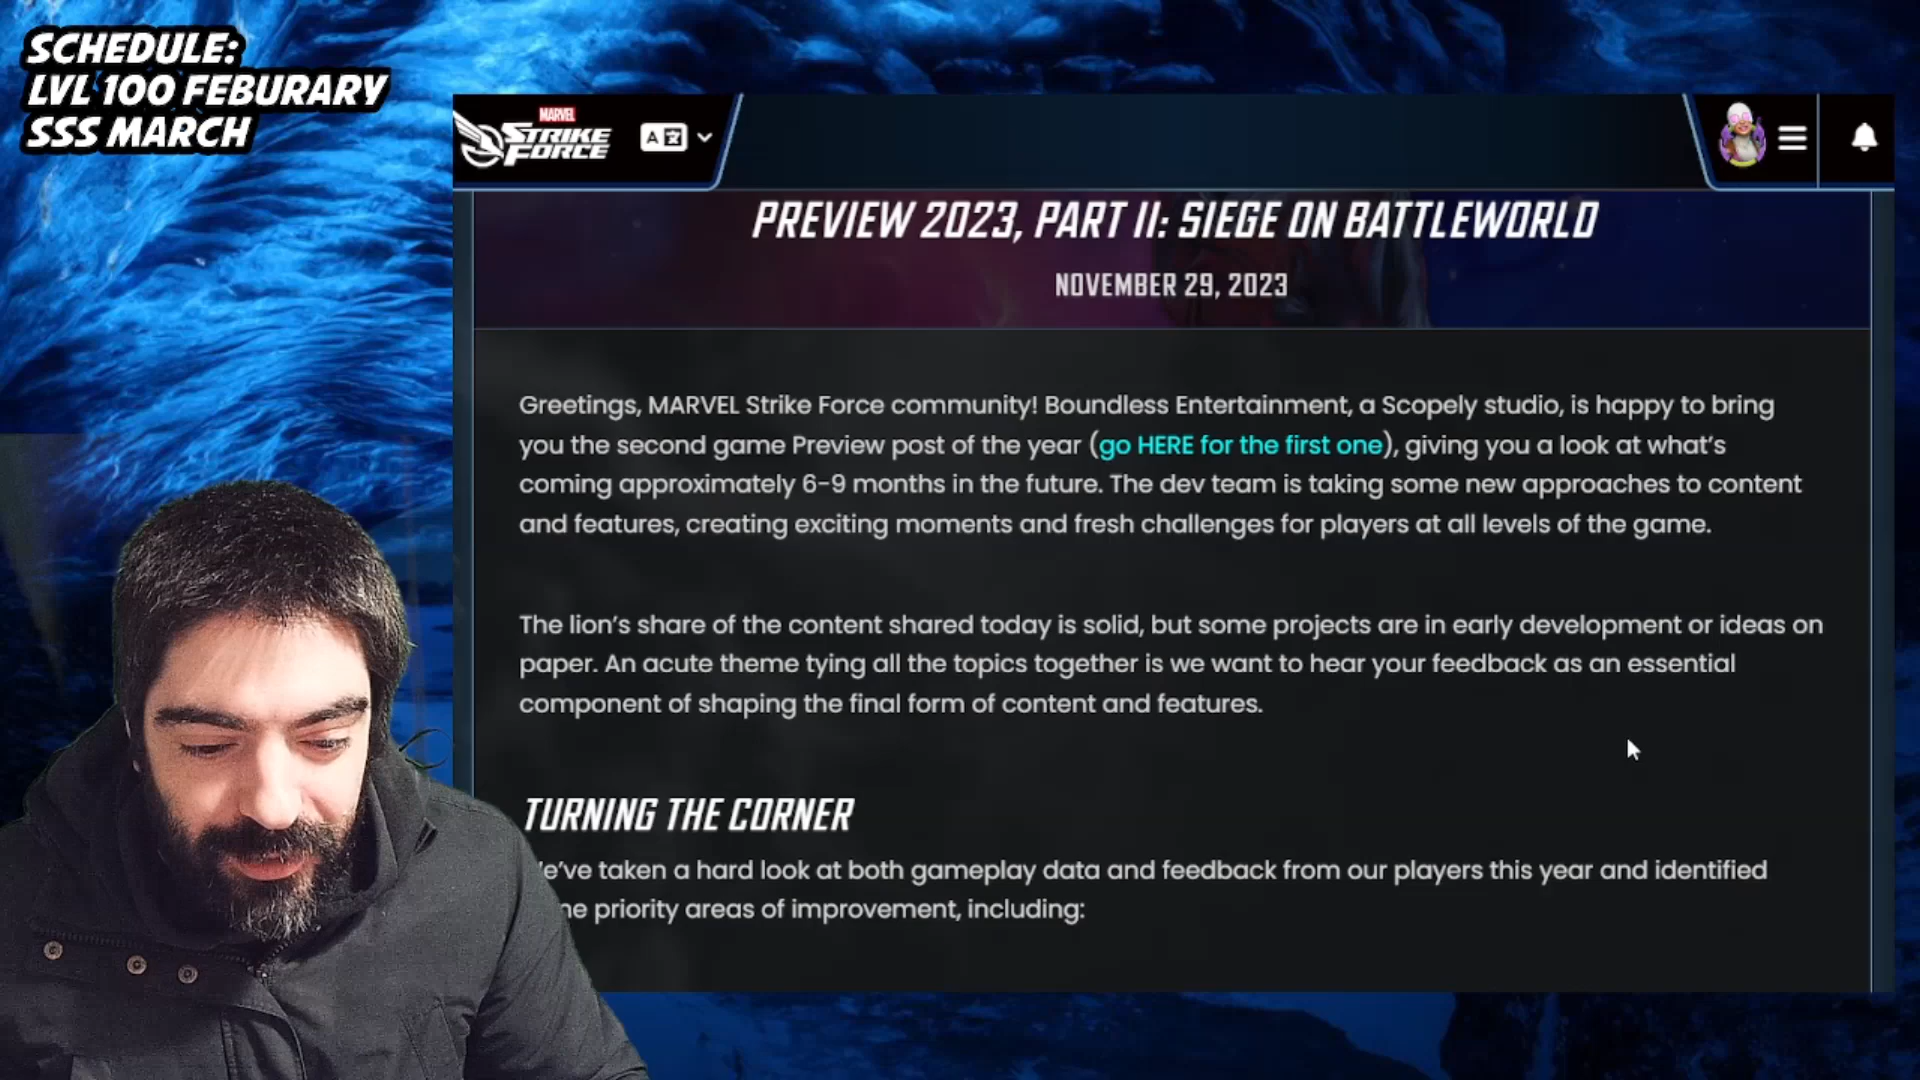 SCHEDULE:
LVL 100 FEBURARY
SSS MARCH
MARVEL
STRIKE
FORCE
A
PREVIEW 2023, PART II: SIEGE ON BATTLEWORLD
NOVEMBER 29, 2023
Greetings, MARVEL Strike Force community! Boundless Entertainment, a Scopely studio, is happy to bring
you the second game Preview post of the year (go HERE for the first one), giving you a look at what's
coming approximately 6-9 months in the future. The dev team is taking some new approaches to content
and features, creating exciting moments and fresh challenges for players at all levels of the game.
The lion's share of the content shared today is solid, but some projects are in early development or ideas on
paper. An acute theme tying all the topics together is we want to hear your feedback as an essential
component of shaping the final form of content and features.
TURNING THE CORNER
e've taken a hard look at both gameplay data and feedback from our players this year and identified
ne priority areas of improvement, including: